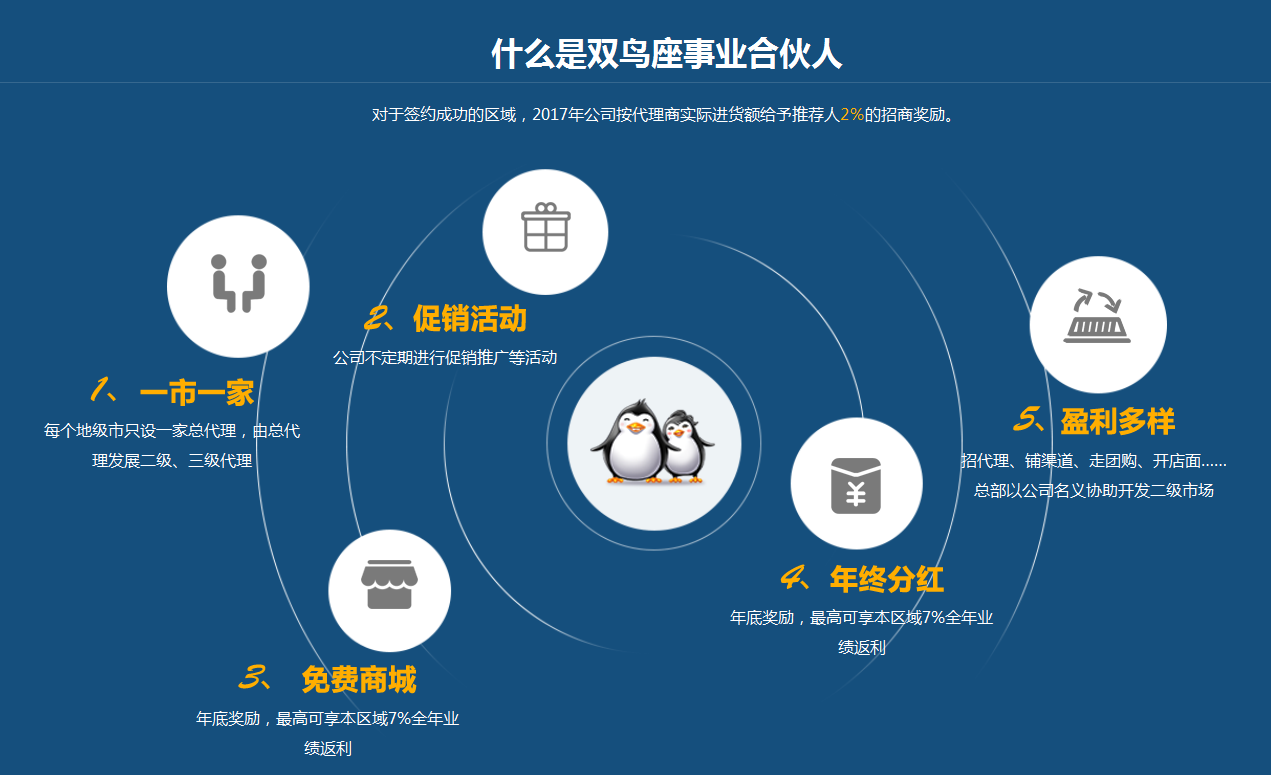 什么是双鸟座事业合伙人
对于签约成功的区域，2017年公司按代理商实际进货额给予推荐人2%的招商奖励。
1、一市一家
每个地级市只设一家总代理，由总代
理发展二级、三级代理
2、促销活动
公司不定期进行促销推广等活动
3、 免费商城
年底奖励，最高可享本区域7%全年业
绩返利
4、年终分红
年底奖励，最高可享本区域7%全年业
绩返利
5、盈利多样
招代理、铺渠道、走团购、开店面……
总部以公司名义协助开发二级市场